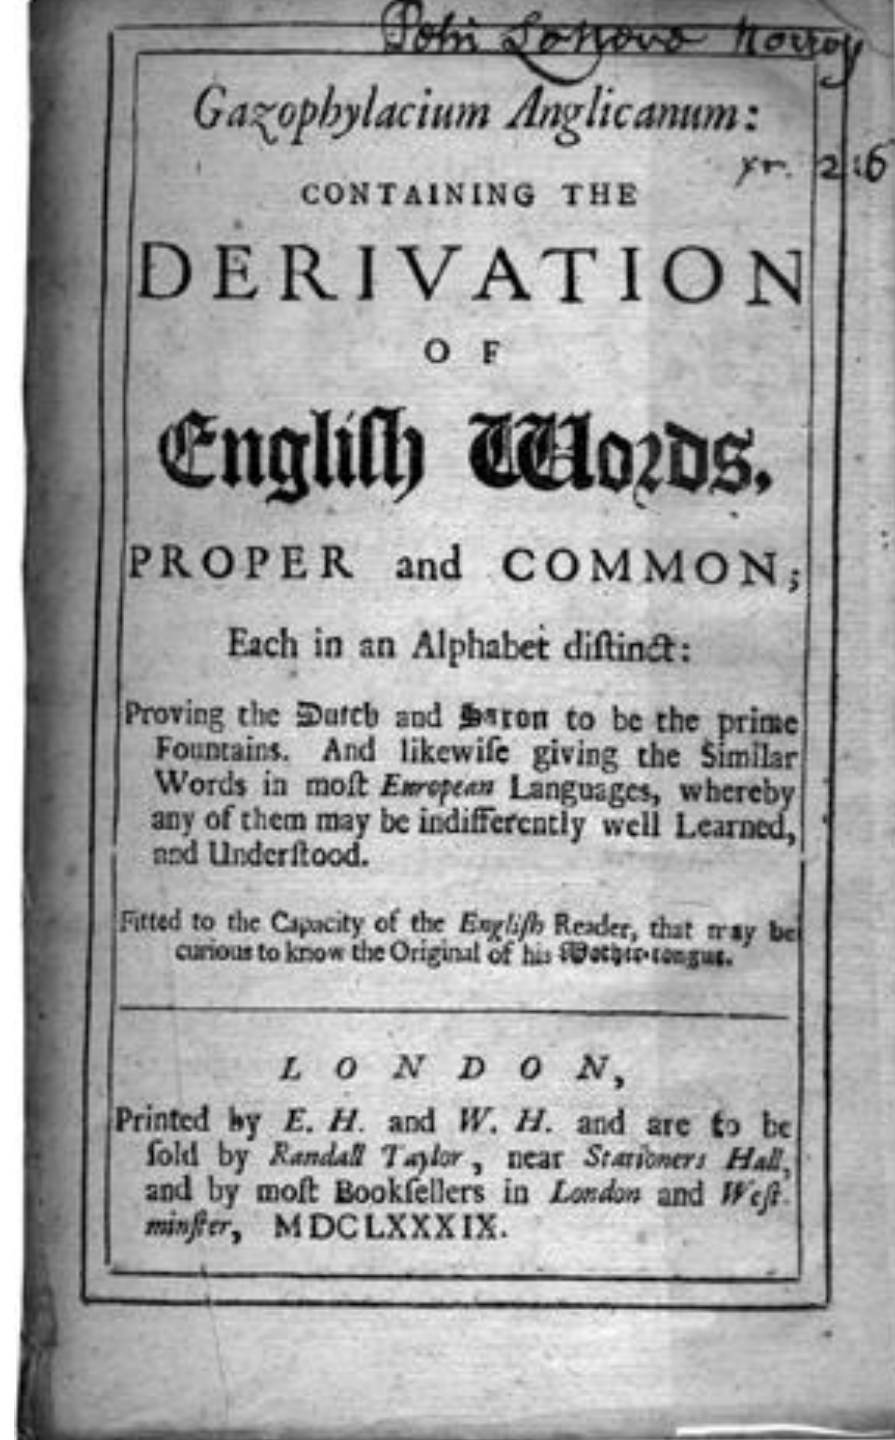 Norroy
Gazophylacium Anglicanum:
pr. 2:6
CONTAINING THE
DERIVATION
OF
Engliſh Words,
PROPER and COMMON;
Each in an Alphabet diſtinct:
Proving the Dutch and Saxon to be the prime
Fountains. And likewiſe giving the Similar
Words in moſt European Languages, whereby
any of them may be indifferently well Learned,
and Underſtood.
Fitted to the Capacity of the Engliſh Reader, that may be
curious to know the Original of his Mother-tongue.
LONDON,
Printed by E. H. and W. H. and are to be
ſold by Randall Taylor, near Stationers Hall,
and by moſt Bookſellers in London and Weſt-
minſter, MDCLXXXIX.